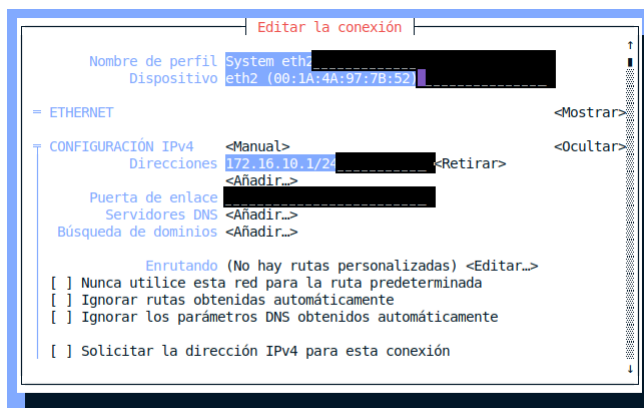 Editar la conexión
Nombre de perfil System eth2
Dispositivo eth2 (00:1A:4A:97:7B:52)
= ETHERNET <Mostrar>
= CONFIGURACIÓN IPv4 <Manual> <Ocultar>
Direcciones 172.16.10.1/24 <Retirar>
<Añadir…>
Puerta de enlace
Servidores DNS <Añadir…>
Búsqueda de dominios <Añadir…>
Enrutando (No hay rutas personalizadas) <Editar…>
[ ] Nunca utilice esta red para la ruta predeterminada
[ ] Ignorar rutas obtenidas automáticamente
[ ] Ignorar los parámetros DNS obtenidos automáticamente
[ ] Solicitar la dirección IPv4 para esta conexión